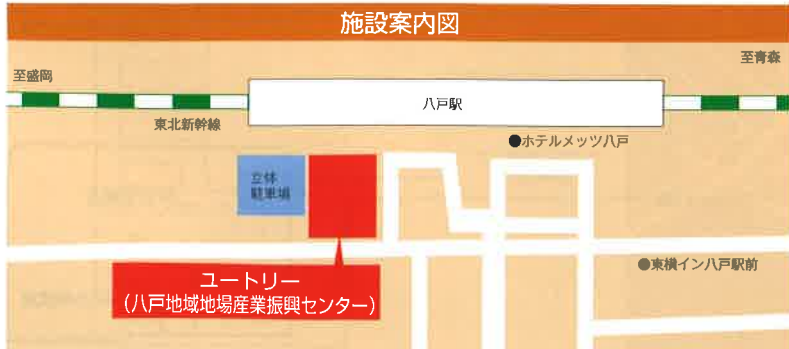 施設案内図
至青森
至盛岡
八戸駅
東北新幹線
●ホテルメッツ八戸
立体
駐車場
●東横イン八戸駅前
ユートリー
(八戸地域地場産業振興センター)